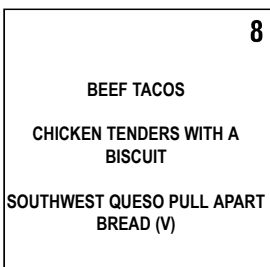 8
BEEF TACOS
CHICKEN TENDERS WITH A
BISCUIT
SOUTHWEST QUESO PULL APART
BREAD (V)